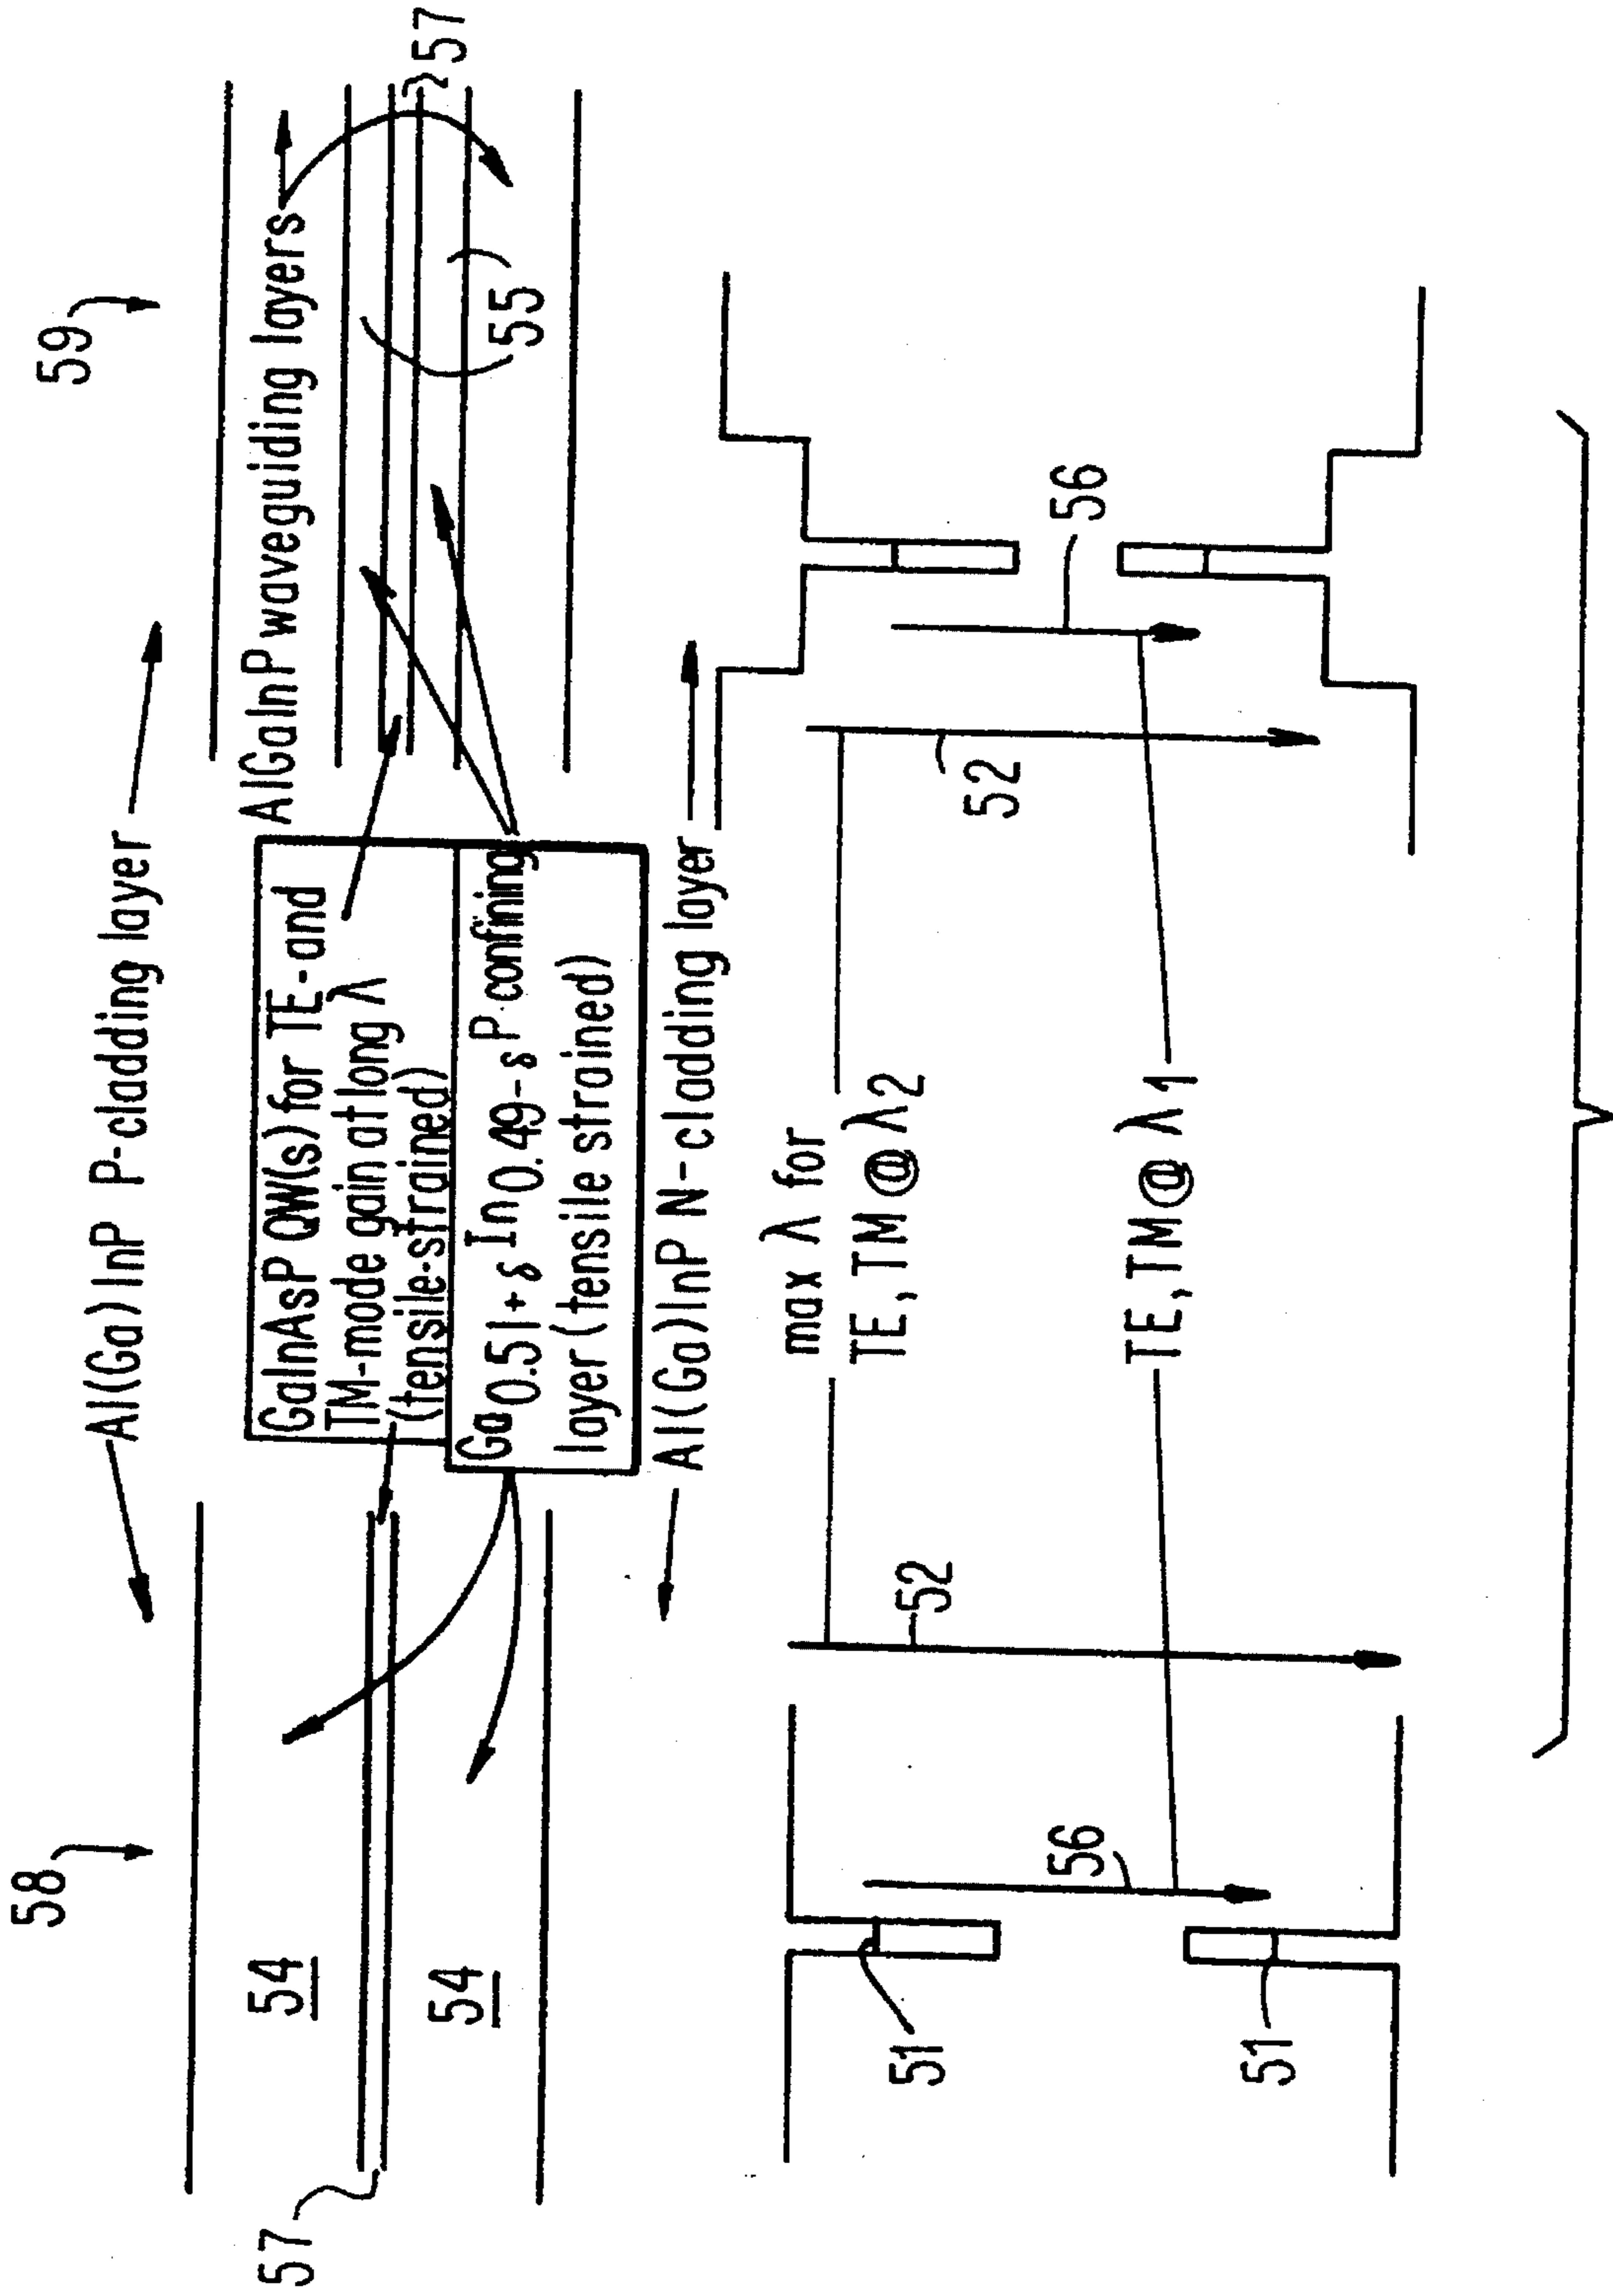 58
59
Al(Ga) InP P-cladding layer
AlGaInP waveguiding layers
57
57
54
54
55
GaInAsP QW(s) for TE-and
TM-mode gain at long λ
(tensile-strained)
Ga0.51+δ In0.49-δP confining
layer (tensile strained)
Al(Ga)InP N-cladding layer
max λ for
TE,TM@λ2
TE,TM@λ1
51
51
56
52
52
56